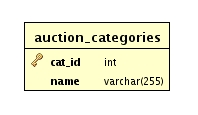 auction_categories
cat_id int
name varchar(255)